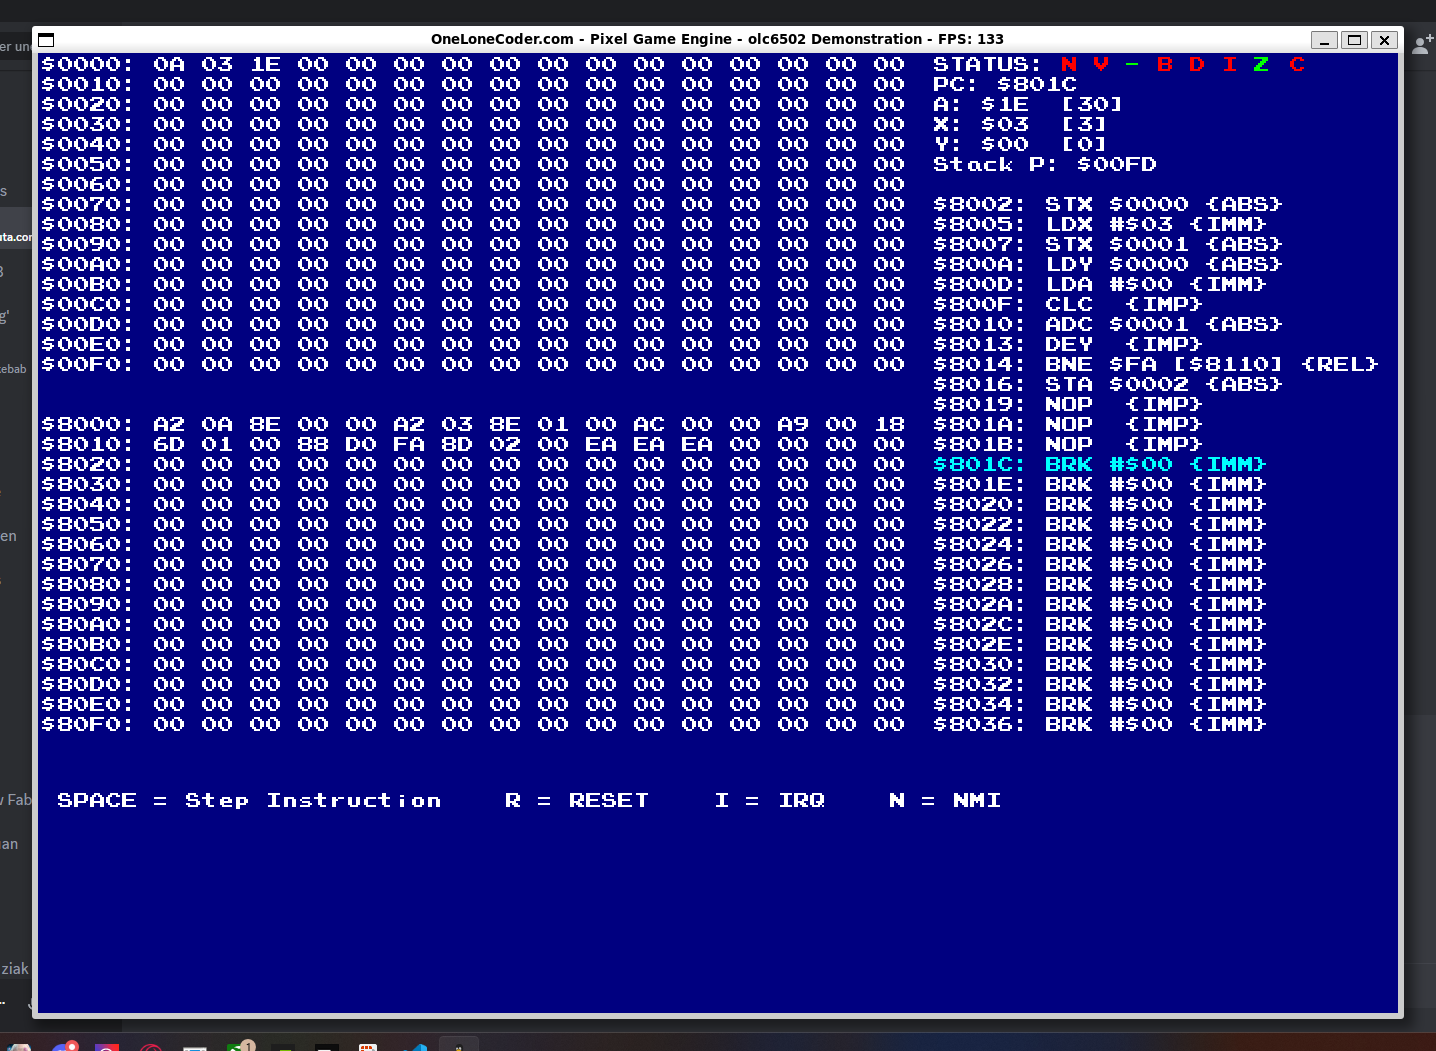 OneLoneCoder.com - Pixel Game Engine - olc6502 Demonstration - FPS: 133
$0000: 0A 03 1E 00 00 00 00 00 00 00 00 00 00 00 00 00 STATUS: N V - B D I Z C
$0010: 00 00 00 00 00 00 00 00 00 00 00 00 00 00 00 00 PC: $801C
$0020: 00 00 00 00 00 00 00 00 00 00 00 00 00 00 00 00 A: $1E [30]
$0030: 00 00 00 00 00 00 00 00 00 00 00 00 00 00 00 00 X: $03 [3]
$0040: 00 00 00 00 00 00 00 00 00 00 00 00 00 00 00 00 Y: $00 [0]
$0050: 00 00 00 00 00 00 00 00 00 00 00 00 00 00 00 00 Stack P: $00FD
$0060: 00 00 00 00 00 00 00 00 00 00 00 00 00 00 00 00
$0070: 00 00 00 00 00 00 00 00 00 00 00 00 00 00 00 00 $8002: STX $0000 {ABS}
$0080: 00 00 00 00 00 00 00 00 00 00 00 00 00 00 00 00 $8005: LDX #$03 {IMM}
$0090: 00 00 00 00 00 00 00 00 00 00 00 00 00 00 00 00 $8007: STX $0001 {ABS}
$00A0: 00 00 00 00 00 00 00 00 00 00 00 00 00 00 00 00 $800A: LDY $0000 {ABS}
$00B0: 00 00 00 00 00 00 00 00 00 00 00 00 00 00 00 00 $800D: LDA #$00 {IMM}
$00C0: 00 00 00 00 00 00 00 00 00 00 00 00 00 00 00 00 $800F: CLC {IMP}
$00D0: 00 00 00 00 00 00 00 00 00 00 00 00 00 00 00 00 $8010: ADC $0001 {ABS}
$00E0: 00 00 00 00 00 00 00 00 00 00 00 00 00 00 00 00 $8013: DEY {IMP}
$00F0: 00 00 00 00 00 00 00 00 00 00 00 00 00 00 00 00 $8014: BNE $FA [$8110] {REL}
$8016: STA $0002 {ABS}
$8019: NOP {IMP}
$8000: A2 0A 8E 00 00 A2 03 8E 01 00 AC 00 00 A9 00 18 $801A: NOP {IMP}
$8010: 6D 01 00 88 D0 FA 8D 02 00 EA EA EA 00 00 00 00 $801B: NOP {IMP}
$8020: 00 00 00 00 00 00 00 00 00 00 00 00 00 00 00 00 $801C: BRK #$00 {IMM}
$8030: 00 00 00 00 00 00 00 00 00 00 00 00 00 00 00 00 $801E: BRK #$00 {IMM}
$8040: 00 00 00 00 00 00 00 00 00 00 00 00 00 00 00 00 $8020: BRK #$00 {IMM}
$8050: 00 00 00 00 00 00 00 00 00 00 00 00 00 00 00 00 $8022: BRK #$00 {IMM}
$8060: 00 00 00 00 00 00 00 00 00 00 00 00 00 00 00 00 $8024: BRK #$00 {IMM}
$8070: 00 00 00 00 00 00 00 00 00 00 00 00 00 00 00 00 $8026: BRK #$00 {IMM}
$8080: 00 00 00 00 00 00 00 00 00 00 00 00 00 00 00 00 $8028: BRK #$00 {IMM}
$8090: 00 00 00 00 00 00 00 00 00 00 00 00 00 00 00 00 $802A: BRK #$00 {IMM}
$80A0: 00 00 00 00 00 00 00 00 00 00 00 00 00 00 00 00 $802C: BRK #$00 {IMM}
$80B0: 00 00 00 00 00 00 00 00 00 00 00 00 00 00 00 00 $802E: BRK #$00 {IMM}
$80C0: 00 00 00 00 00 00 00 00 00 00 00 00 00 00 00 00 $8030: BRK #$00 {IMM}
$80D0: 00 00 00 00 00 00 00 00 00 00 00 00 00 00 00 00 $8032: BRK #$00 {IMM}
$80E0: 00 00 00 00 00 00 00 00 00 00 00 00 00 00 00 00 $8034: BRK #$00 {IMM}
$80F0: 00 00 00 00 00 00 00 00 00 00 00 00 00 00 00 00 $8036: BRK #$00 {IMM}
SPACE = Step Instruction R = RESET I = IRQ N = NMI